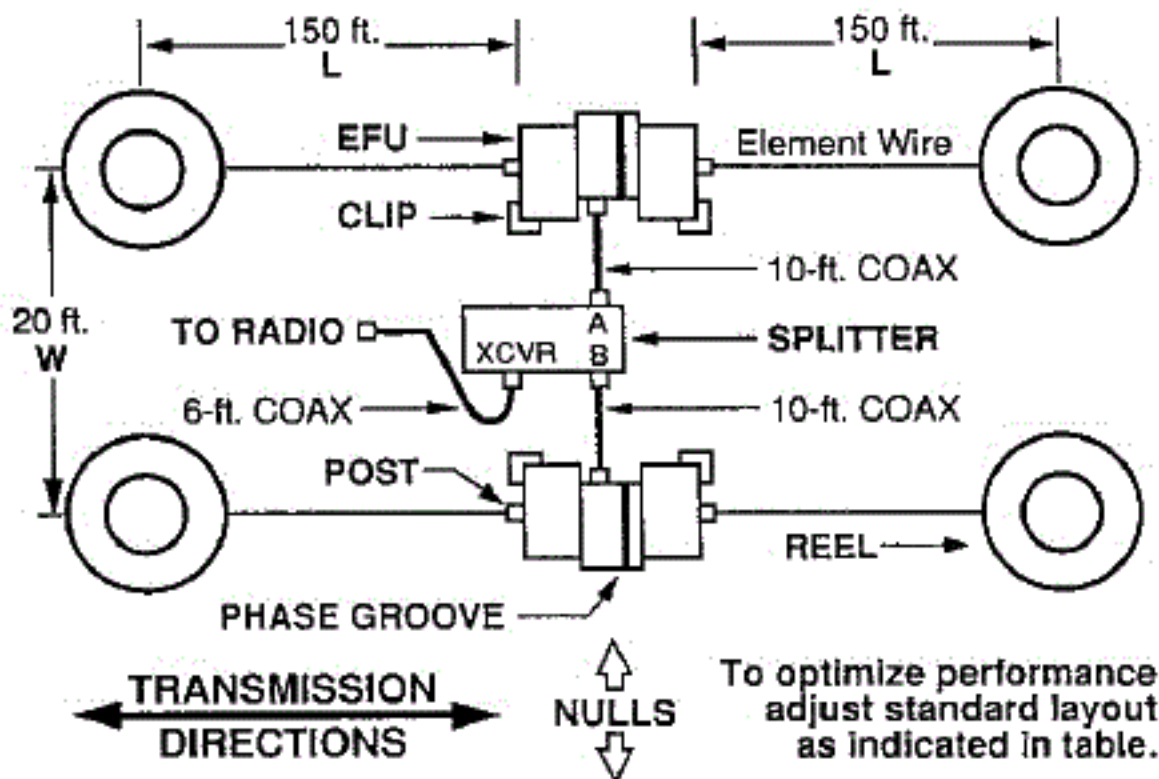 150 ft.
L
150 ft.
L
EFU
Element Wire
CLIP
10-ft. COAX
20 ft.
W
TO RADIO
A
XCVR
B
SPLITTER
6-ft. COAX
10-ft. COAX
POST
REEL
PHASE GROOVE
TRANSMISSION
DIRECTIONS
NULLS
To optimize performance
adjust standard layout
as indicated in table.